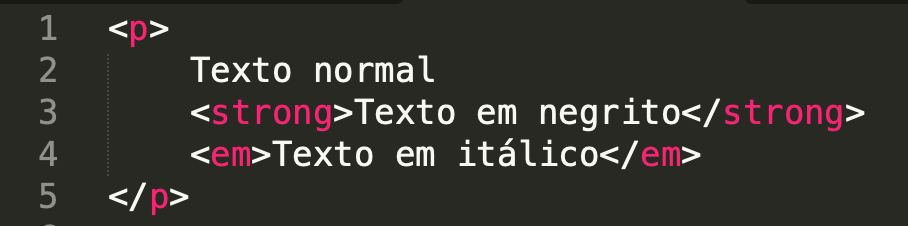 1 <p>
2 Texto normal
3 <strong>Texto em negrito</strong>
4 <em>Texto em itálico</em>
5 </p>